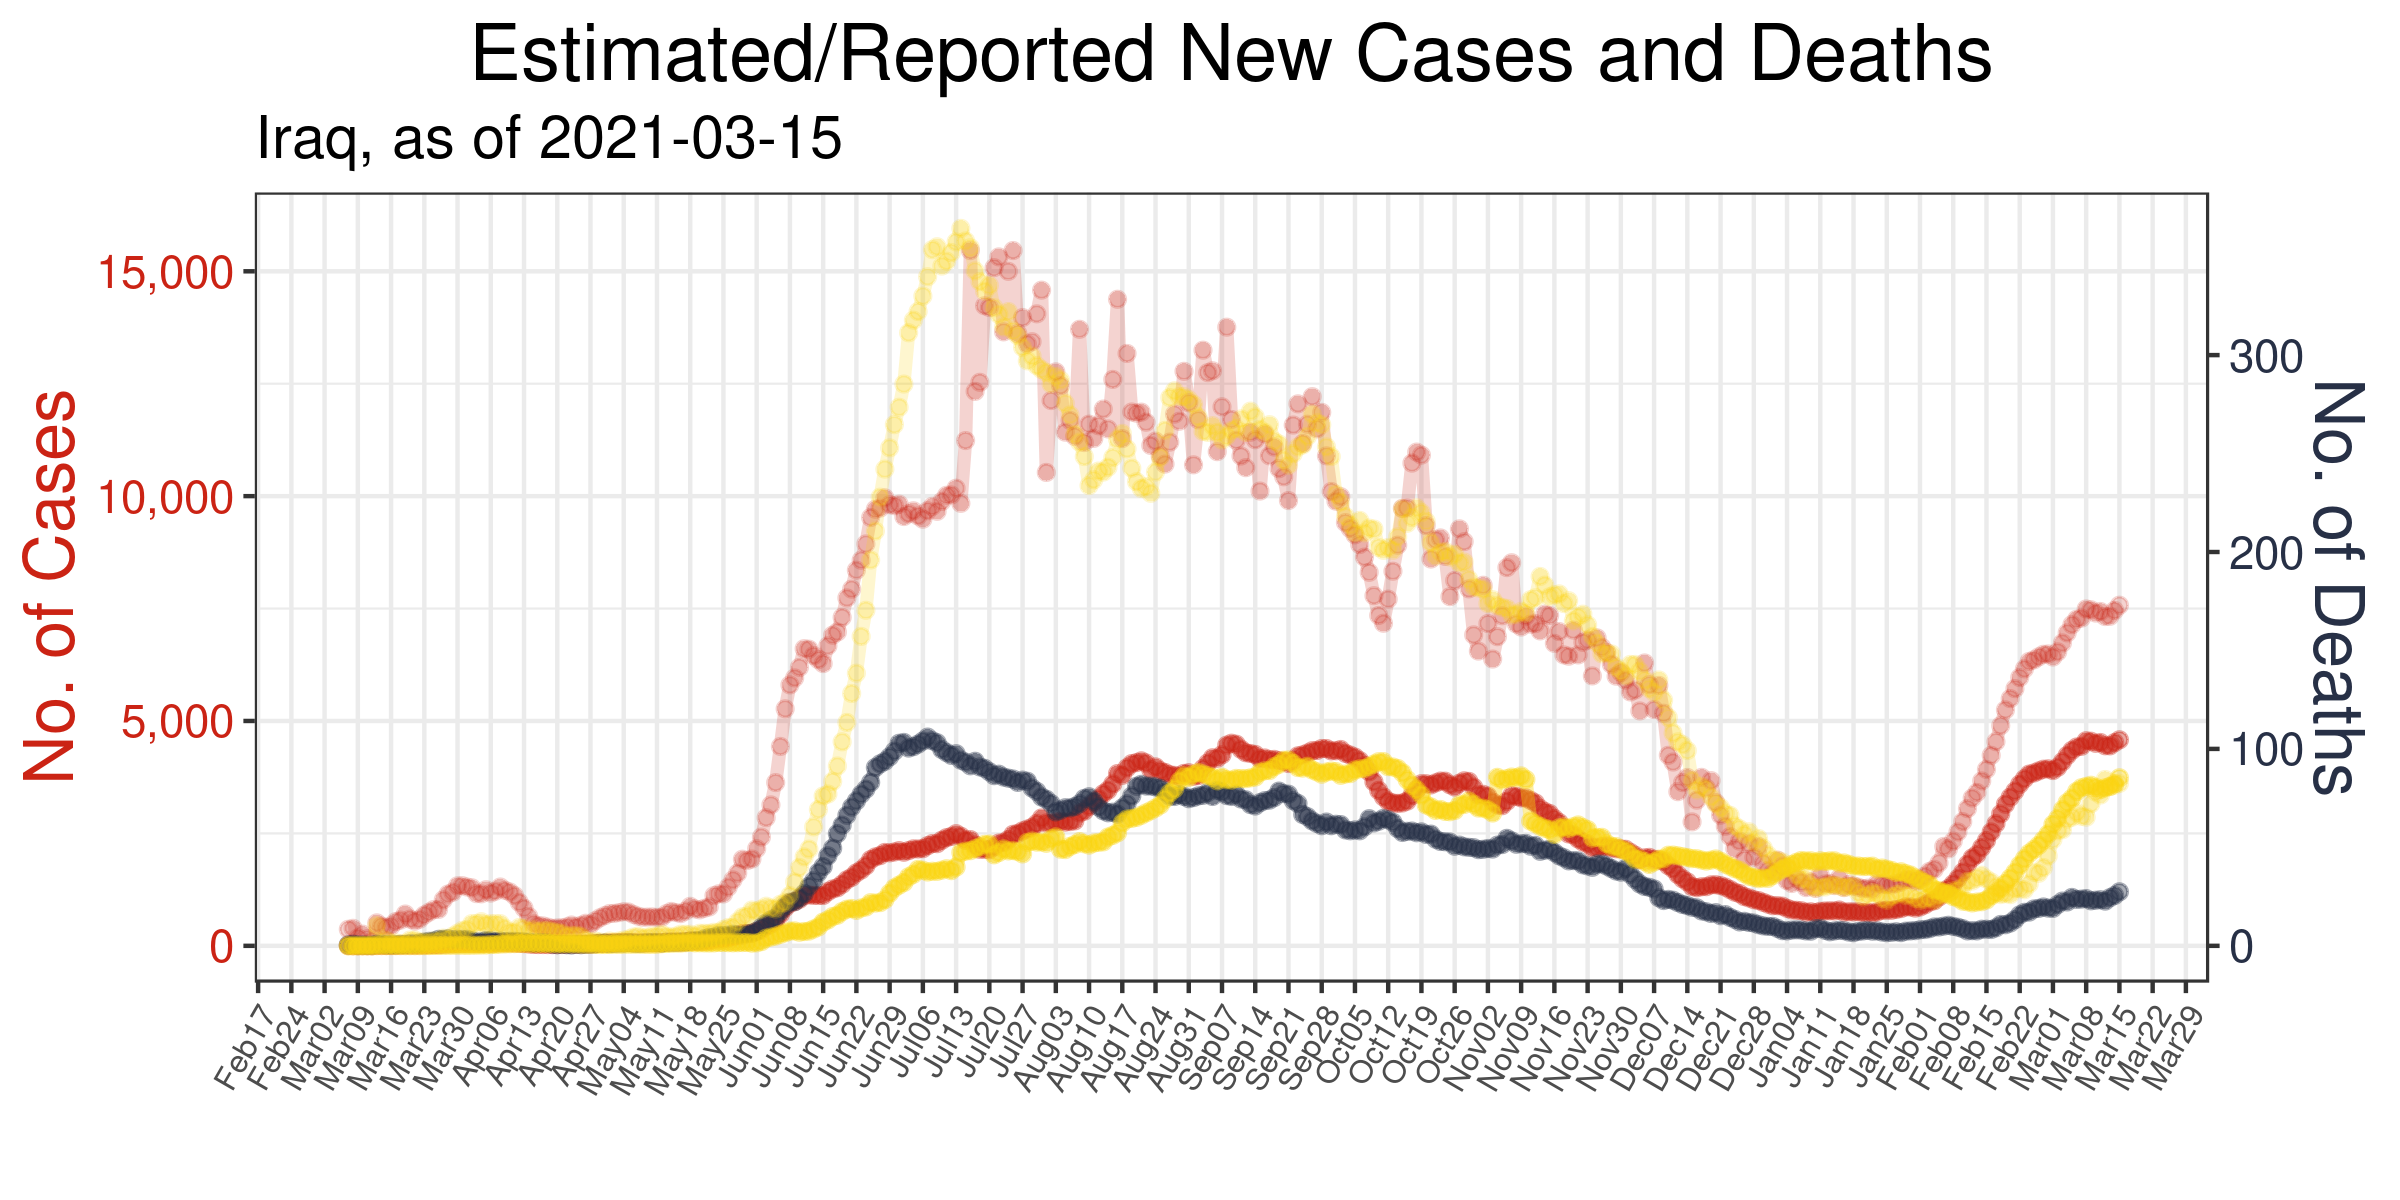 Estimated/Reported New Cases and Deaths
Iraq, as of 2021-03-15
No. of Cases
15,000
10,000
5,000
0
No. of Deaths
300
200
100
0
Feb17
Feb24
Mar02
Mar09
Mar16
Mar23
Mar30
Apr06
Apr13
Apr20
Apr27
May04
May11
May18
May25
Jun01
Jun08
Jun15
Jun22
Jun29
Jul06
Jul13
Jul20
Jul27
Aug03
Aug10
Aug17
Aug24
Aug31
Sep07
Sep14
Sep21
Sep28
Oct05
Oct12
Oct19
Oct26
Nov02
Nov09
Nov16
Nov23
Nov30
Dec07
Dec14
Dec21
Dec28
Jan04
Jan11
Jan18
Jan25
Feb01
Feb08
Feb15
Feb22
Mar01
Mar08
Mar15
Mar22
Mar29